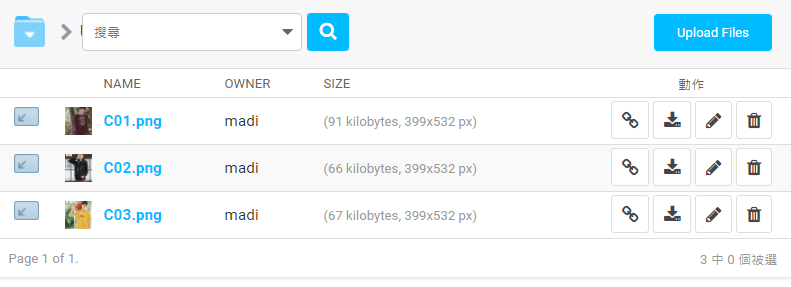 搜尋
Upload Files
NAME OWNER SIZE 動作
C01.png madi (91 kilobytes, 399x532 px)
C02.png madi (66 kilobytes, 399x532 px)
C03.png madi (67 kilobytes, 399x532 px)
Page 1 of 1. 3 中 0 個被選